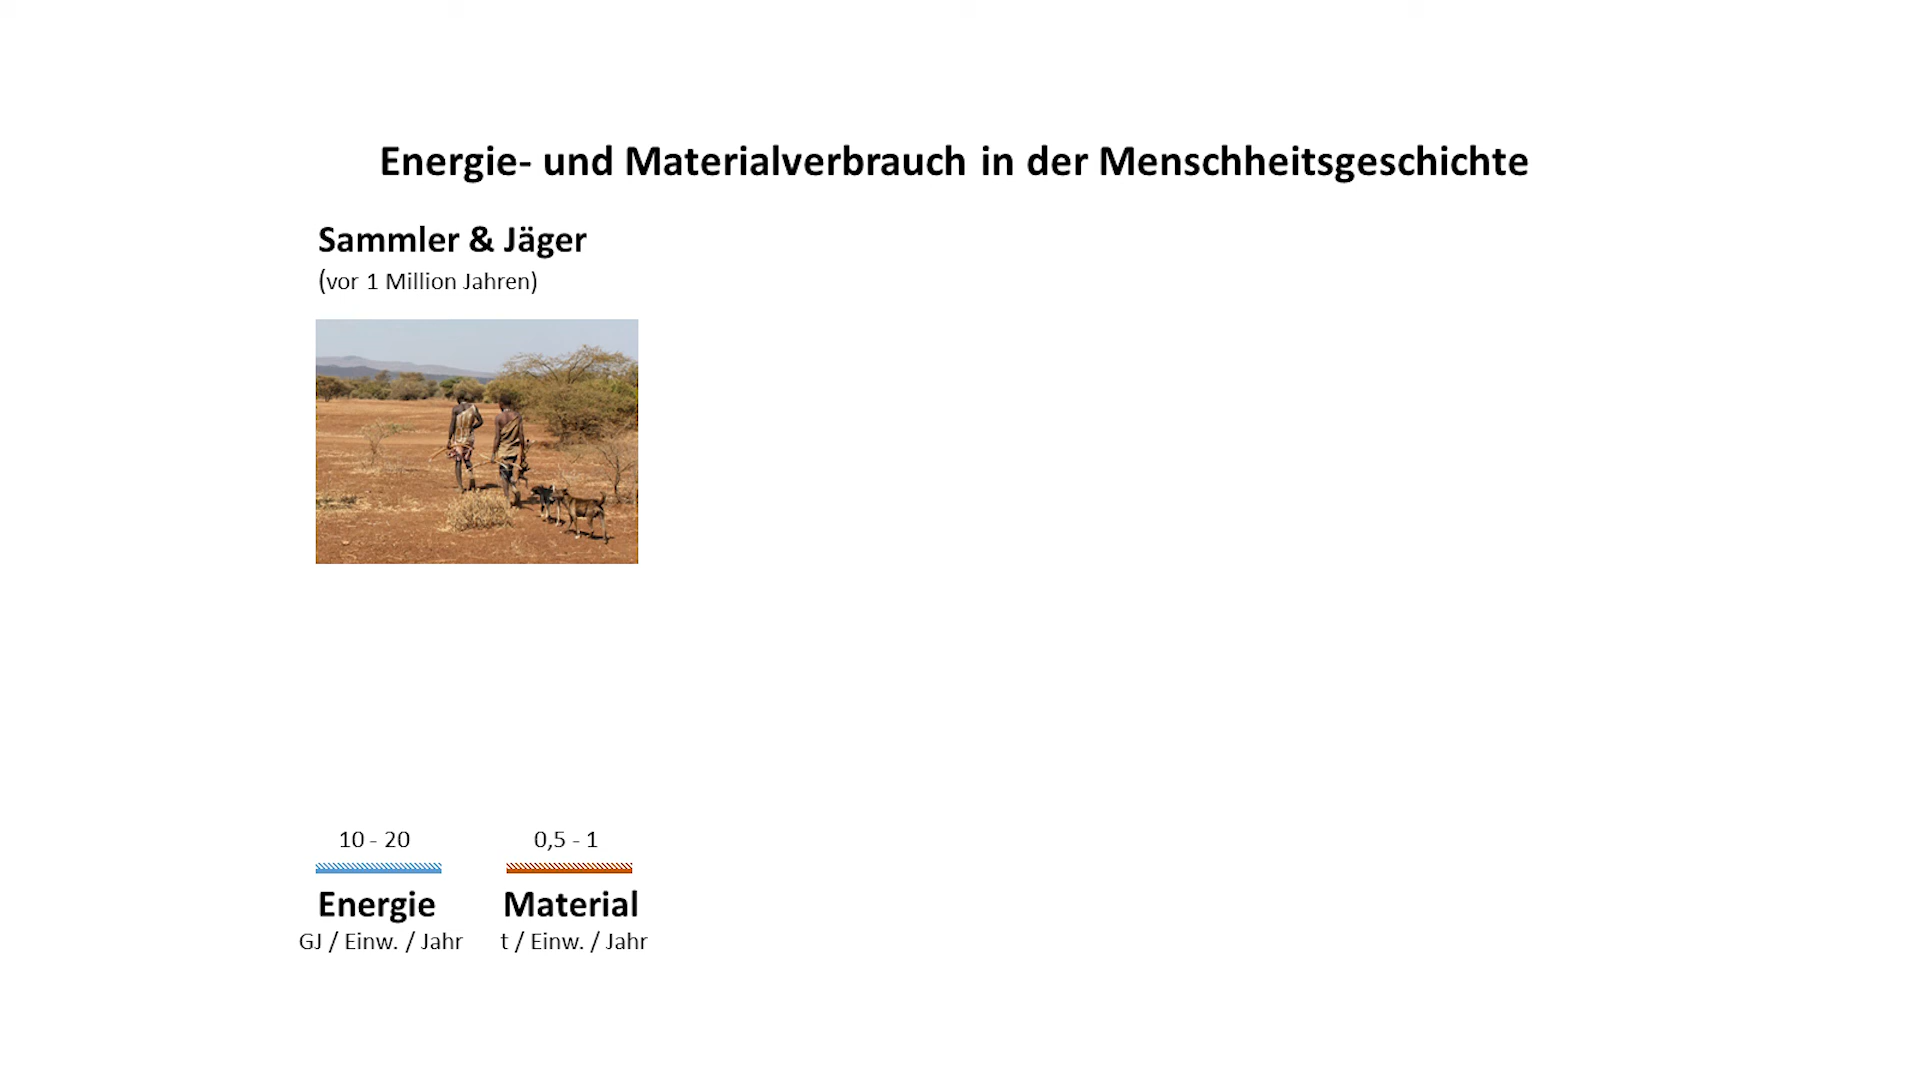 Energie- und Materialverbrauch in der Menschheitsgeschichte
Sammler & Jäger
(vor 1 Million Jahren)
10 - 20
0,5 - 1
Energie
Material
GJ / Einw. / Jahr
t / Einw. / Jahr